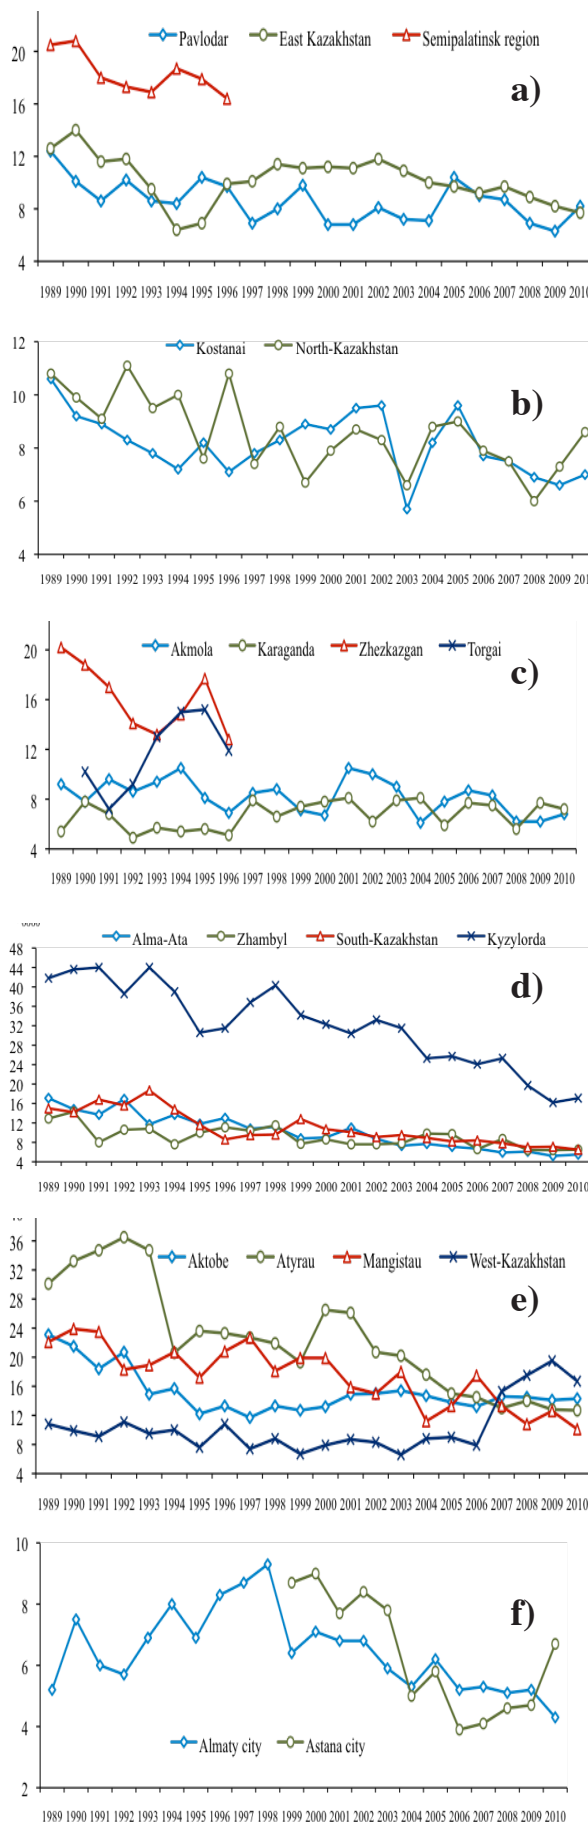 Pavlodar East Kazakhstan Semipalatinsk region
a)
20
16
12
8
4
1989 1990 1991 1992 1993 1994 1995 1996 1997 1998 1999 2000 2001 2002 2003 2004 2005 2006 2007 2008 2009 2010
12
Kostanai North-Kazakhstan
b)
10
8
6
4
1989 1990 1991 1992 1993 1994 1995 1996 1997 1998 1999 2000 2001 2002 2003 2004 2005 2006 2007 2008 2009 201
Akmola Karaganda Zhezkazgan Torgai
c)
20
16
12
8
4
1989 1990 1991 1992 1993 1994 1995 1996 1997 1998 1999 2000 2001 2002 2003 2004 2005 2006 2007 2008 2009 2010
Alma-Ata Zhambyl South-Kazakhstan Kyzylorda
d)
48
44
40
36
32
28
24
20
16
12
8
4
1989 1990 1991 1992 1993 1994 1995 1996 1997 1998 1999 2000 2001 2002 2003 2004 2005 2006 2007 2008 2009 2010
Aktobe Atyrau Mangistau West-Kazakhstan
e)
36
32
28
24
20
16
12
8
4
1989 1990 1991 1992 1993 1994 1995 1996 1997 1998 1999 2000 2001 2002 2003 2004 2005 2006 2007 2008 2009 2010
10
f)
8
6
4
Almaty city Astana city
2
1989 1990 1991 1992 1993 1994 1995 1996 1997 1998 1999 2000 2001 2002 2003 2004 2005 2006 2007 2008 2009 2010